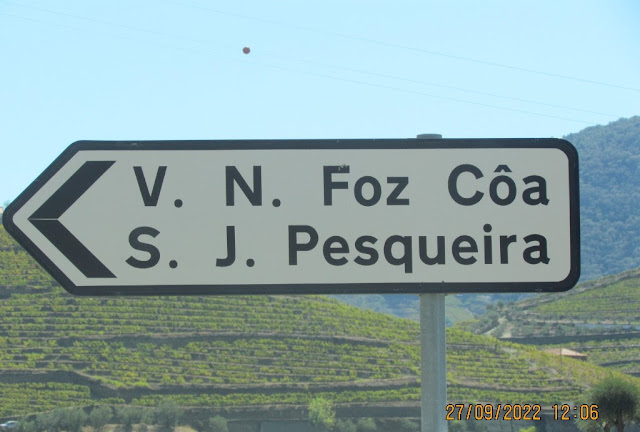 V. N. Foz Côa
S. J. Pesqueira
27/09/2022 12:06